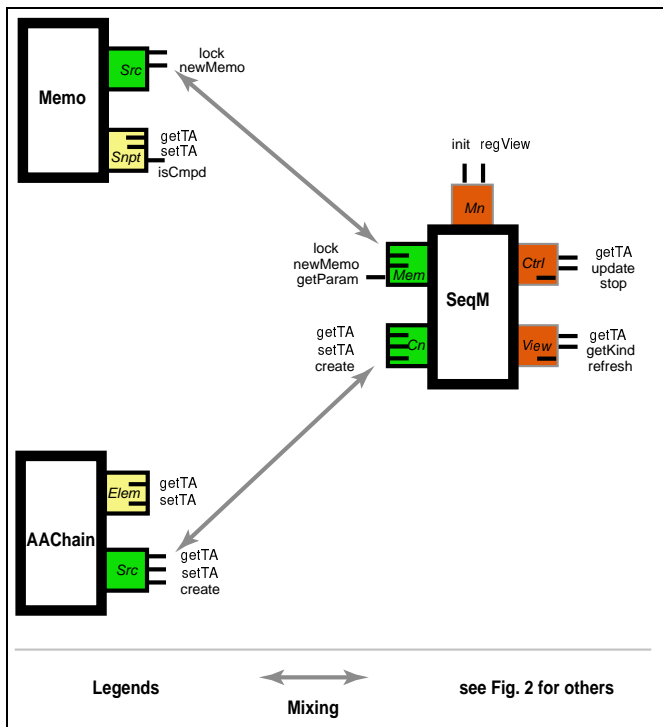 Memo
Src
lock
newMemo
Snpt
getTA
setTA
isCmpd
init regView
Mn
lock
newMemo
getParam
Mem
SeqM
Ctrl
getTA
update
stop
getTA
setTA
create
Cn
View
getTA
getKind
refresh
AAChain
Elem
getTA
setTA
Src
getTA
setTA
create
Legends
Mixing
see Fig. 2 for others